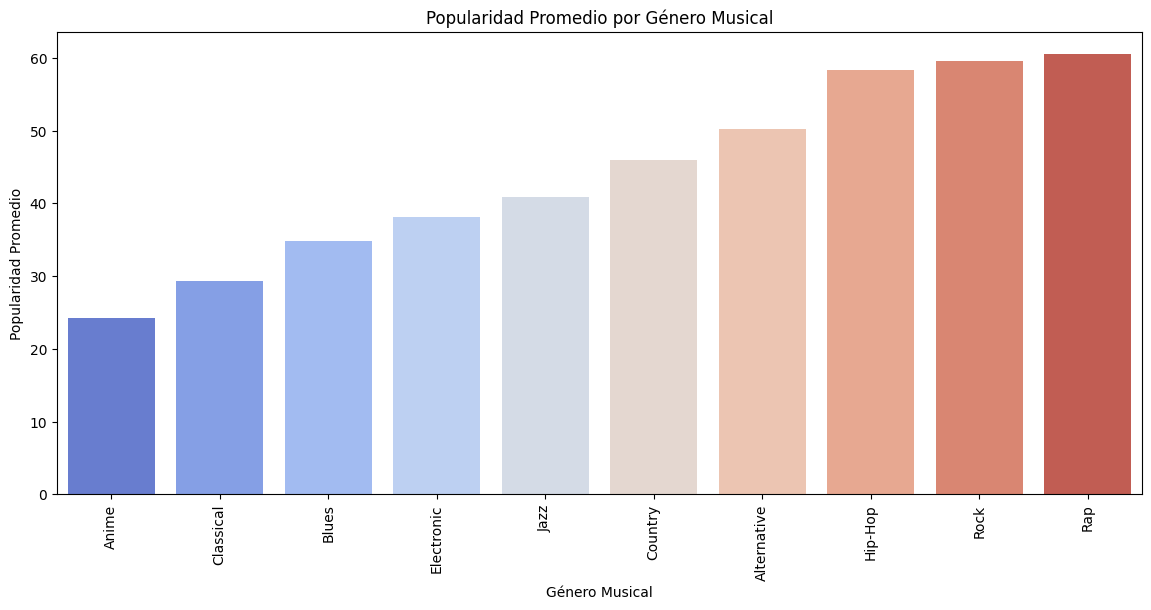 Popularidad Promedio por Género Musical
Popularidad Promedio
60
50
40
30
20
10
0
Anime
Classical
Blues
Electronic
Jazz
Country
Alternative
Hip-Hop
Rock
Rap
Género Musical